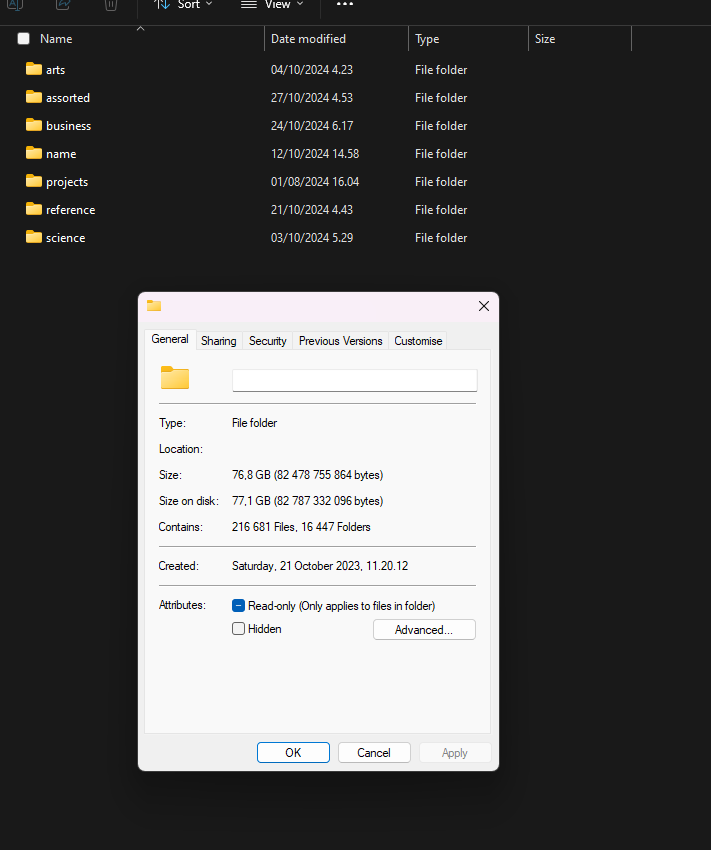 Sort View
Name Date modified Type Size
arts 04/10/2024 4.23 File folder
assorted 27/10/2024 4.53 File folder
business 24/10/2024 6.17 File folder
name 12/10/2024 14.58 File folder
projects 01/08/2024 16.04 File folder
reference 21/10/2024 4.43 File folder
science 03/10/2024 5.29 File folder
General Sharing Security Previous Versions Customise
Type: File folder
Location:
Size: 76,8 GB (82 478 755 864 bytes)
Size on disk: 77,1 GB (82 787 332 096 bytes)
Contains: 216 681 Files, 16 447 Folders
Created: Saturday, 21 October 2023, 11.20.12
Attributes: Read-only (Only applies to files in folder)
Hidden Advanced...
OK Cancel Apply